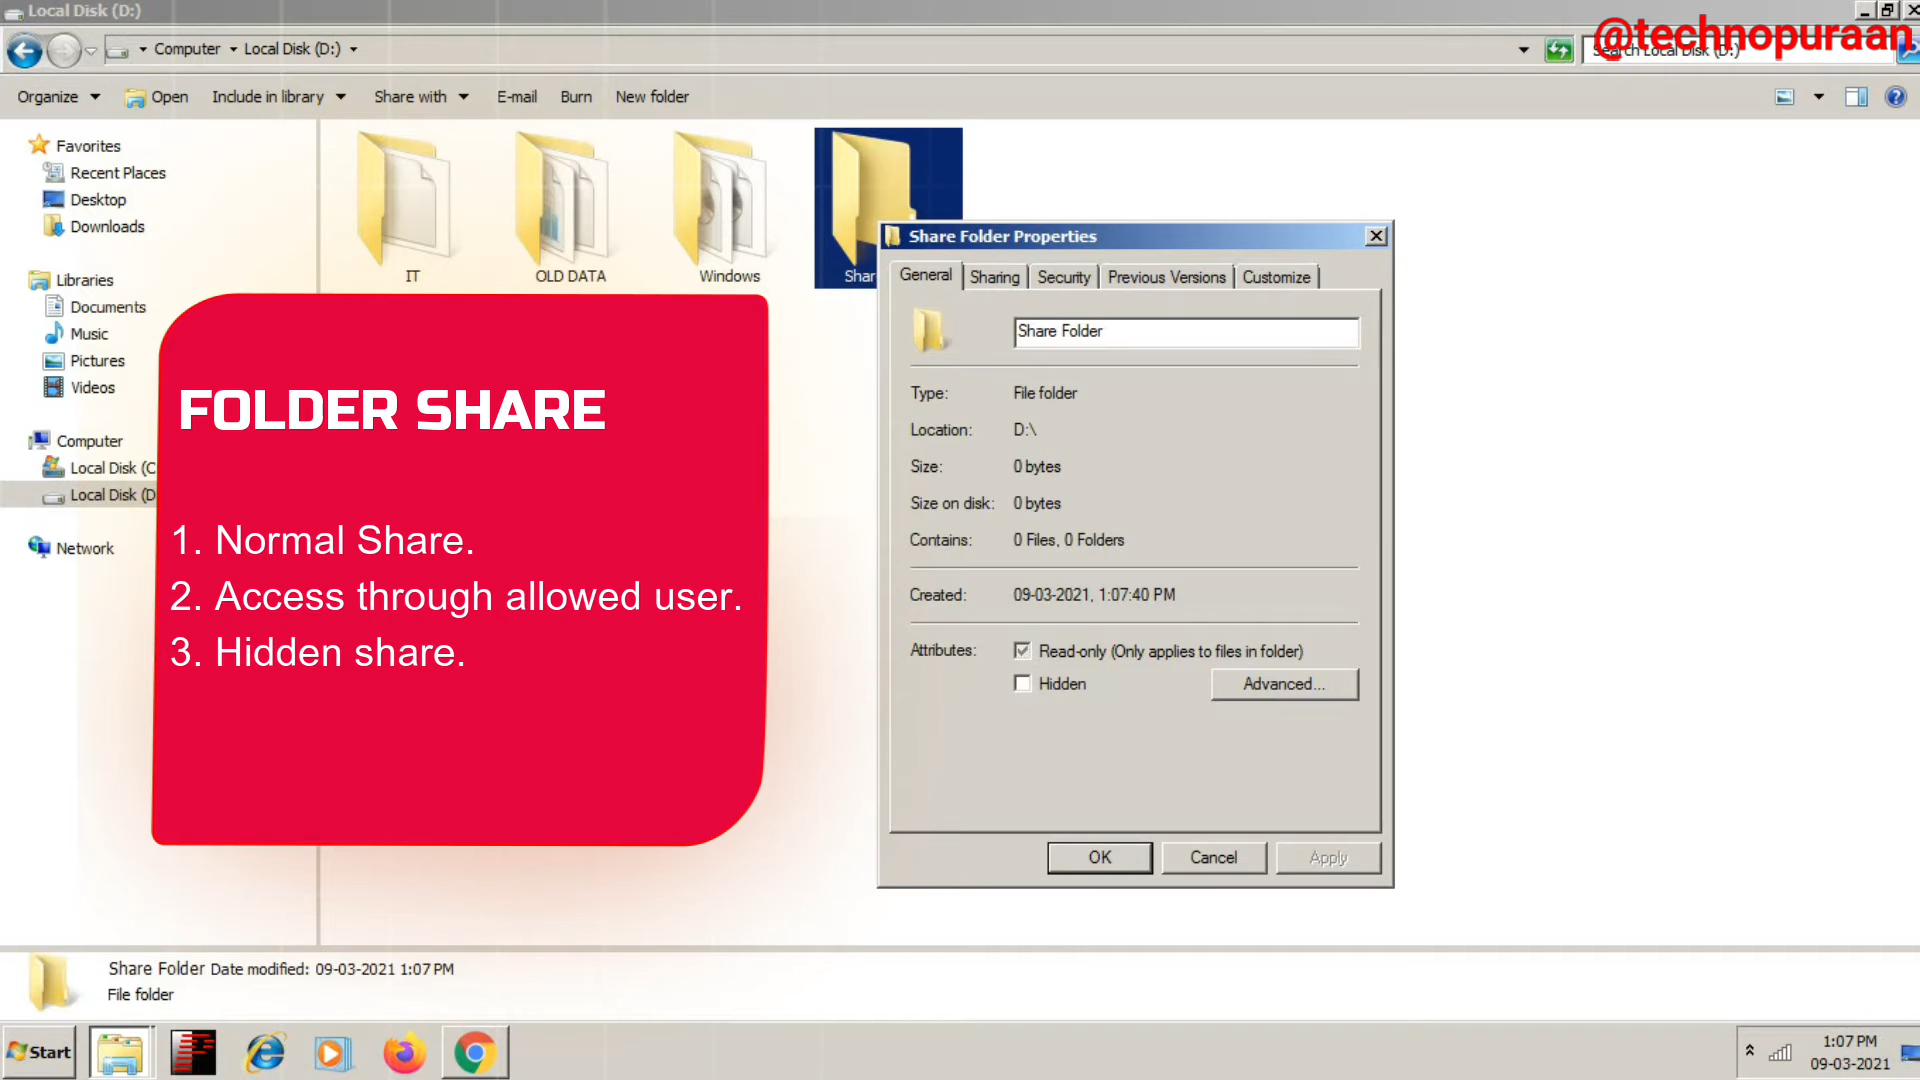 Local Disk (D:)
@technopuraan
Computer
Local Disk (D:)
Search Local Disk (D:)
Organize
Open
Include in library
Share with
E-mail
Burn
New folder
Favorites
Recent Places
Desktop
Downloads
Libraries
Documents
Music
Pictures
Videos
Computer
Local Disk (C
Local Disk (D
Network
IT
OLD DATA
Windows
Shar
FOLDER SHARE
1. Normal Share.
2. Access through allowed user.
3. Hidden share.
Share Folder Properties
General
Sharing
Security
Previous Versions
Customize
Share Folder
Type: File folder
Location: D:\
Size: 0 bytes
Size on disk: 0 bytes
Contains: 0 Files, 0 Folders
Created: 09-03-2021, 1:07:40 PM
Attributes: Read-only (Only applies to files in folder)
Hidden
Advanced...
OK
Cancel
Apply
Share Folder Date modified: 09-03-2021 1:07 PM
File folder
Start
1:07 PM
09-03-2021